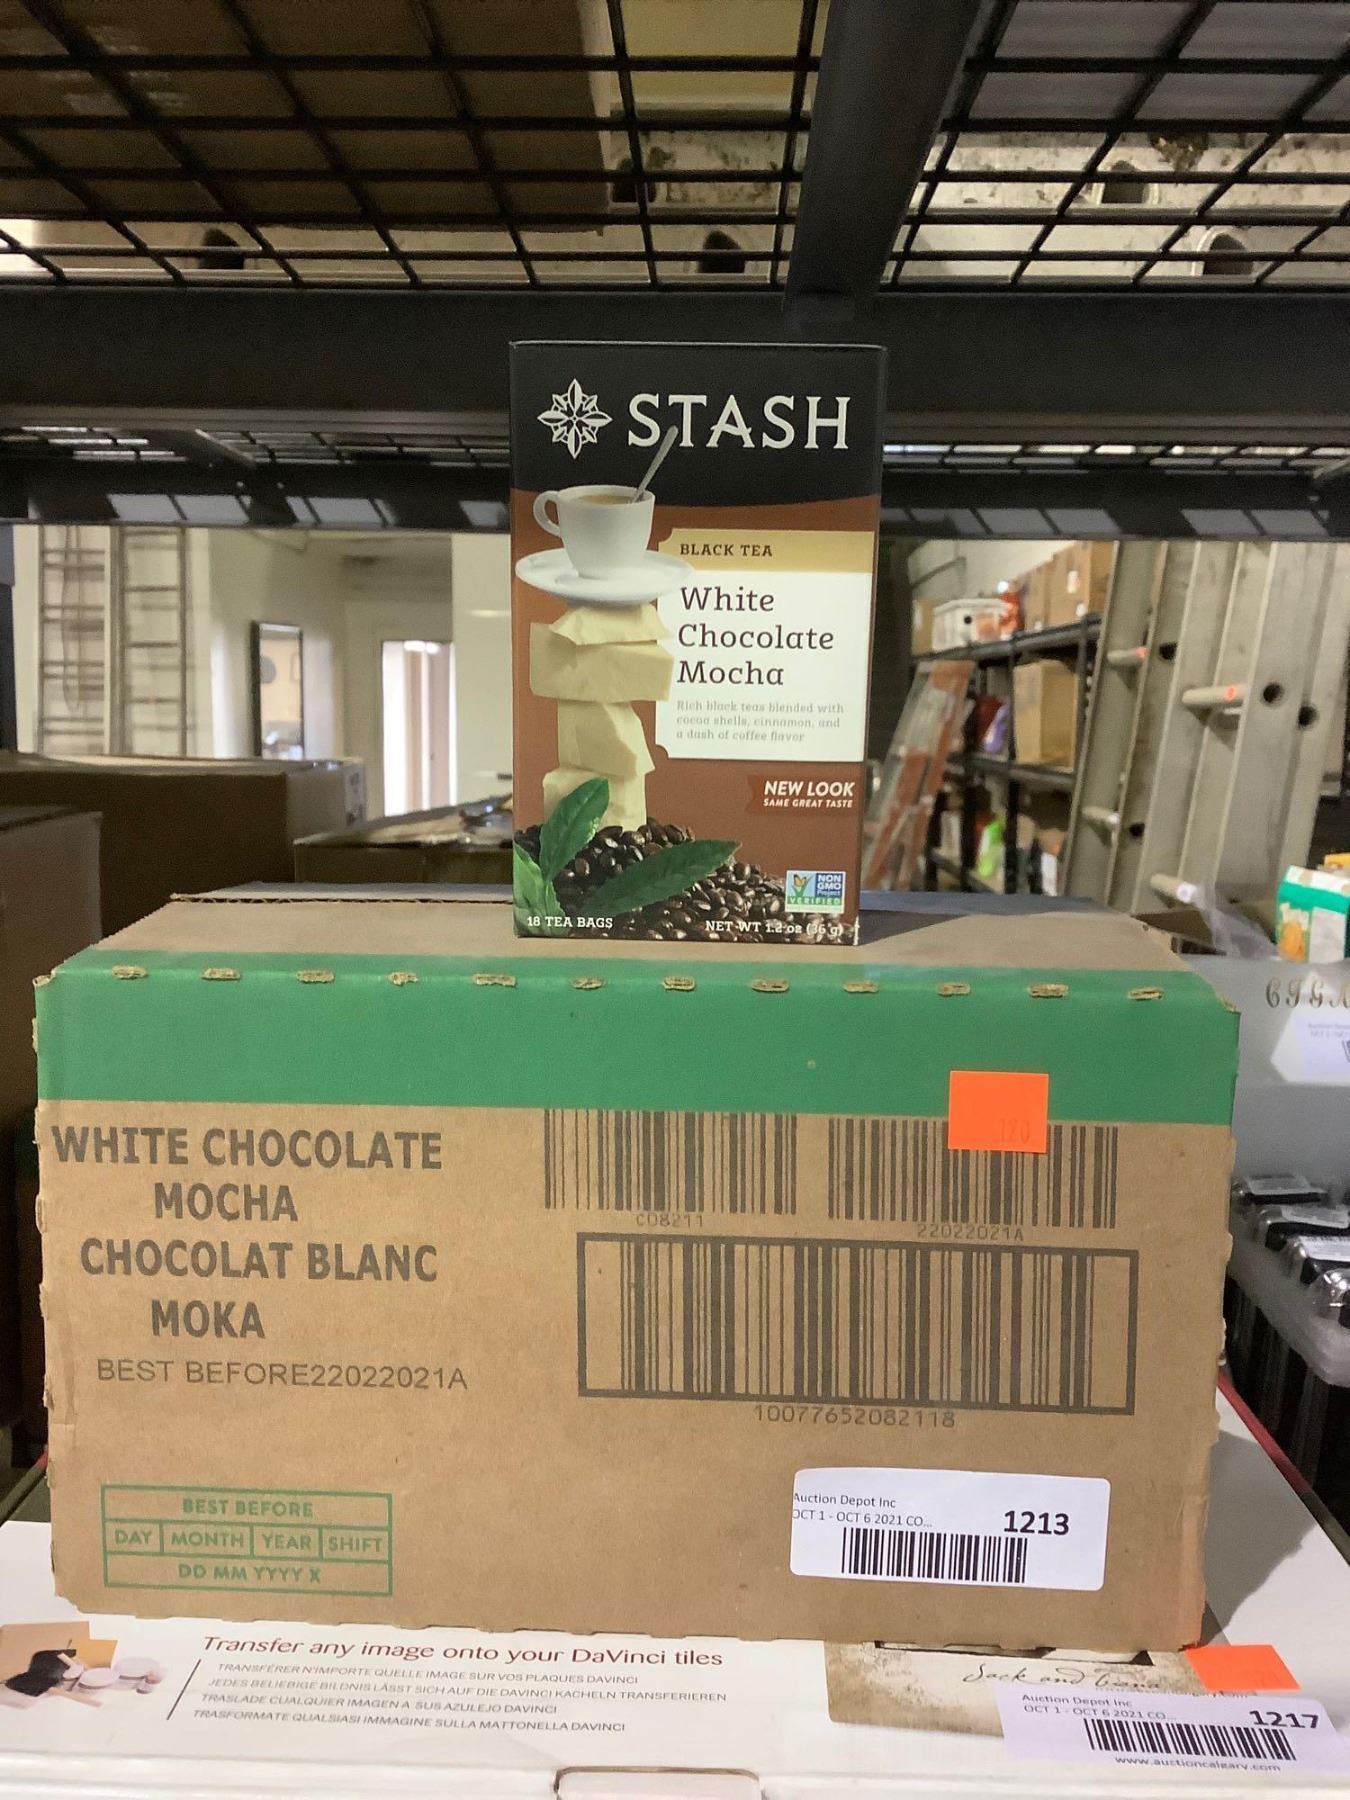 STASH
BLACK TEA
White
Chocolate
Mocha
Rich black teas blended with
cocoa shells, cinnamon, and
a dash of coffee flavor
NEW LOOK
SAME GREAT TASTE
NON
GMO
Project
VERIFIED
18 TEA BAGS
NET WT 1.2 oz (36 g)
WHITE CHOCOLATE
MOCHA
CHOCOLAT BLANC
MOKA
BEST BEFORE22022021A
C08211
22022021A
120
10077652082118
BEST BEFORE
DAY MONTH YEAR SHIFT
DD MM YYYY X
Auction Depot Inc
OCT 1 - OCT 6 2021 CO...
1213
Transfer any image onto your DaVinci tiles
TRANSFÉRER N'IMPORTE QUELLE IMAGE SUR VOS PLAQUES DAVINCI
JEDES BELIEBIGE BILDNIS LÄSST SICH AUF DIE DAVINCI KACHELN TRANSFERIEREN
TRASLADE CUALQUIER IMAGEN A SUS AZULEJO DAVINCI
TRASFORMATE QUALSIASI IMMAGINE SULLA MATTONELLA DAVINCI
Jack and
Auction Depot Inc
OCT 1 - OCT 6 2021 CO...
1217
www.auctioncalgary.com